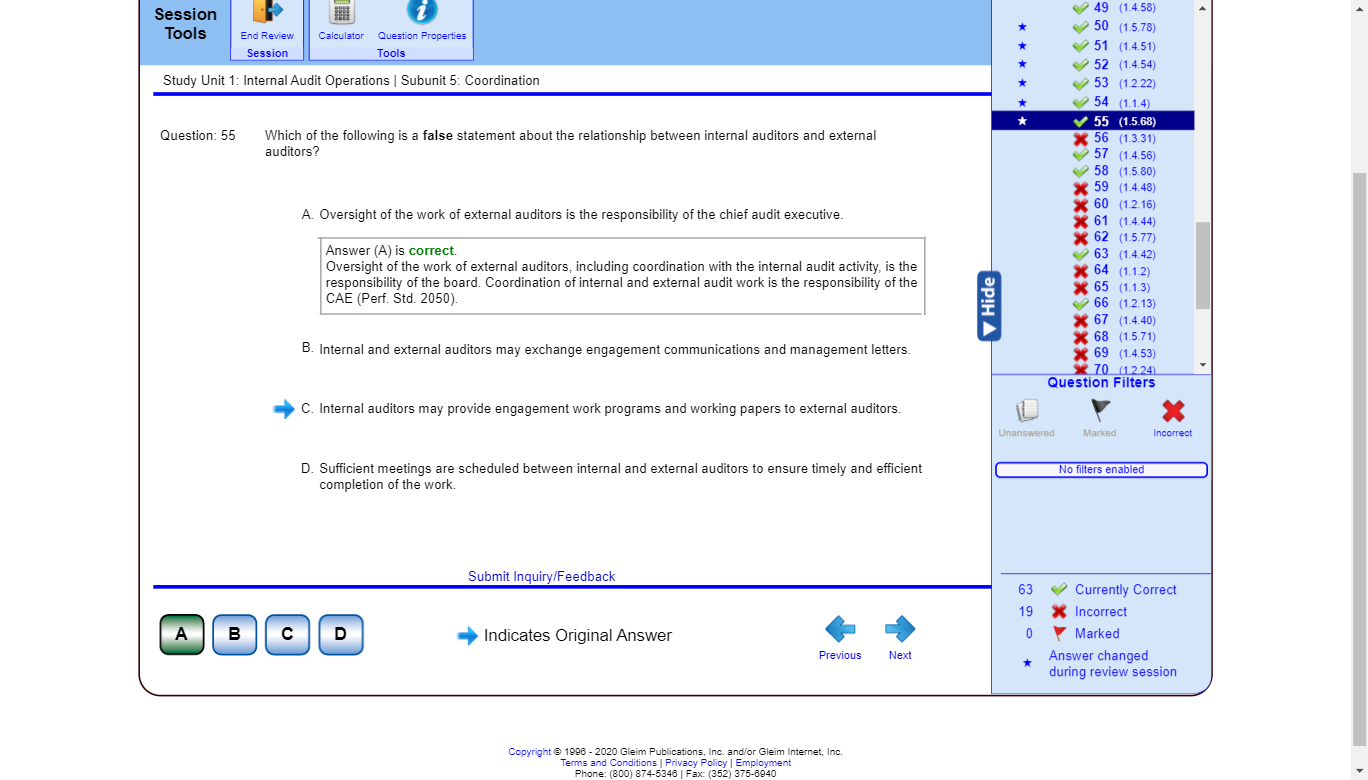 Session
Tools
End Review
Session
Calculator
Question Properties
Tools
Study Unit 1: Internal Audit Operations | Subunit 5: Coordination
Question: 55
Which of the following is a false statement about the relationship between internal auditors and external
auditors?
A. Oversight of the work of external auditors is the responsibility of the chief audit executive.
Answer (A) is correct.
Oversight of the work of external auditors, including coordination with the internal audit activity, is the
responsibility of the board. Coordination of internal and external audit work is the responsibility of the
CAE (Perf. Std. 2050).
B. Internal and external auditors may exchange engagement communications and management letters.
C. Internal auditors may provide engagement work programs and working papers to external auditors.
D. Sufficient meetings are scheduled between internal and external auditors to ensure timely and efficient
completion of the work.
Submit Inquiry/Feedback
A B C D
Indicates Original Answer
Previous
Next
49 (1.4.58)
50 (1.5.78)
51 (1.4.51)
52 (1.4.54)
53 (1.2.22)
54 (1.1.4)
55 (1.5.68)
56 (1.3.31)
57 (1.4.56)
58 (1.5.80)
59 (1.4.48)
60 (1.2.16)
61 (1.4.44)
62 (1.5.77)
63 (1.4.42)
64 (1.1.2)
65 (1.1.3)
66 (1.2.13)
67 (1.4.40)
68 (1.5.71)
69 (1.4.53)
70 (1.2.24)
Hide
Question Filters
Unanswered
Marked
Incorrect
No filters enabled
63 Currently Correct
19 Incorrect
0 Marked
Answer changed
during review session
Copyright © 1996 - 2020 Gleim Publications, Inc. and/or Gleim Internet, Inc.
Terms and Conditions | Privacy Policy | Employment
Phone: (800) 874-5346 | Fax: (352) 375-6940